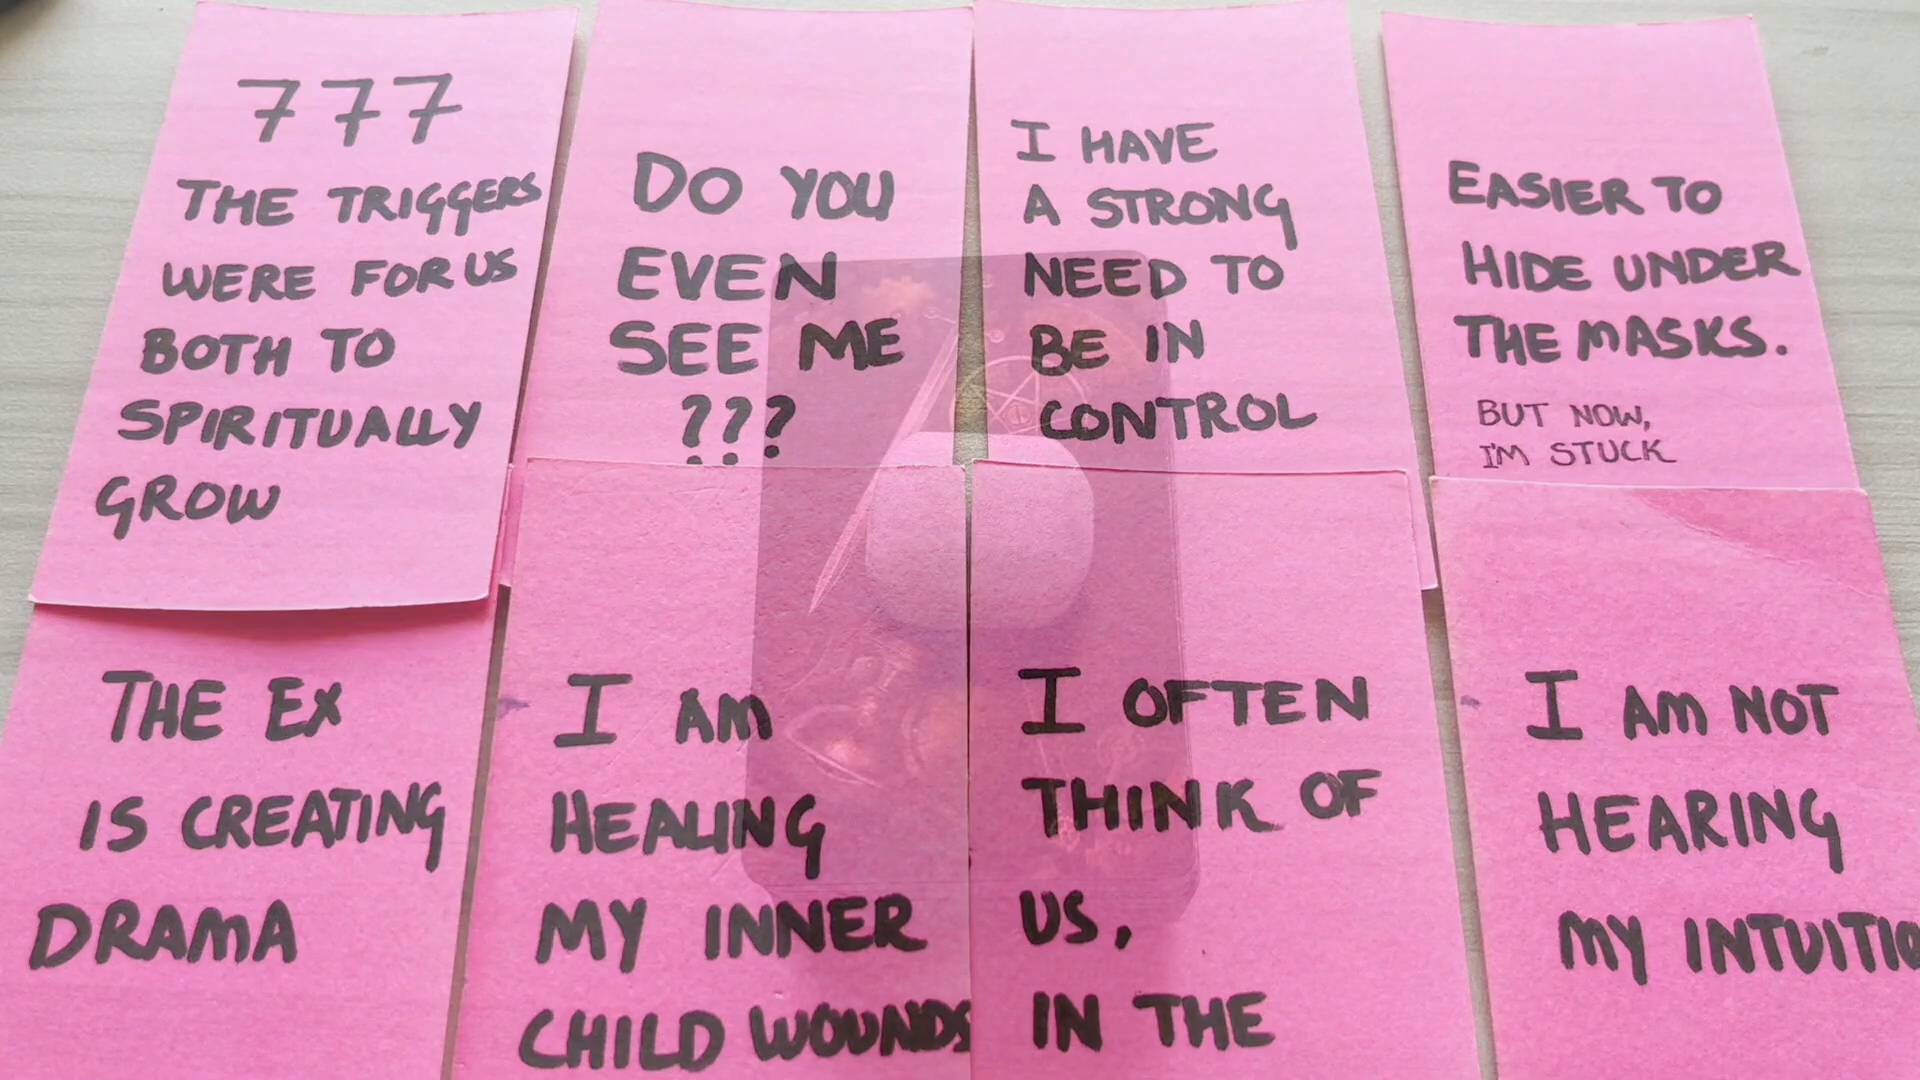 777
THE TRIGGERS
WERE FOR US
BOTH TO
SPIRITUALLY
GROW
DO YOU
EVEN
SEE ME
???
I HAVE
A STRONG
NEED TO
BE IN
CONTROL
EASIER TO
HIDE UNDER
THE MASKS.
BUT NOW,
I'M STUCK
THE EX
IS CREATING
DRAMA
I AM
HEALING
MY INNER
CHILD WOUNDS
I OFTEN
THINK OF
US,
IN THE
I AM NOT
HEARING
MY INTUITIO